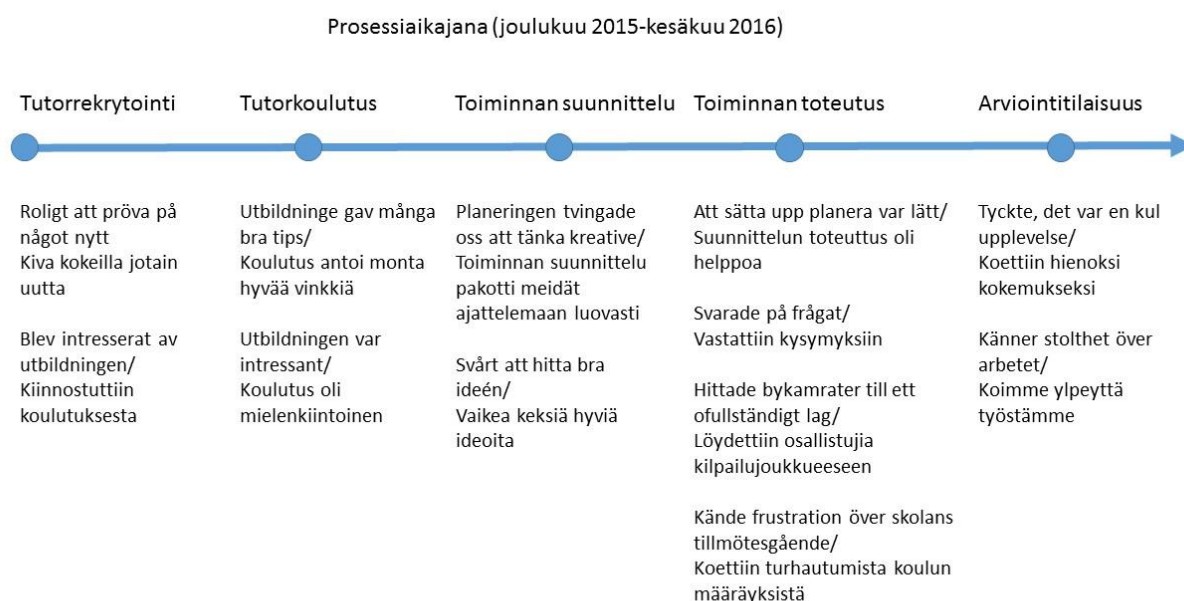 Prosessiaikajana (joulukuu 2015-kesäkuu 2016)
Tutorrekrytointi
Tutorkoulutus
Toiminnan suunnittelu
Toiminnan toteutus
Arviointitilaisuus
Roligt att pröva på
något nytt
Kiva kokeilla jotain
uutta
Blev intresserat av
utbildningen/
Kiinnostuttiin
koulutuksesta
Utbildninge gav många
bra tips/
Koulutus antoi monta
hyvää vinkkiä
Utbildningen var
intressant/
Koulutus oli
mielenkiintoinen
Planeringen tvingade
oss att tänka kreative/
Toiminnan suunnittelu
pakotti meidät
ajattelemaan luovasti
Svårt att hitta bra
ideén/
Vaikea keksiä hyviä
ideoita
Att sätta upp planera var lätt/
Suunnittelun toteuttus oli
helppoa
Svarade på frågat/
Vastattiin kysymyksiin
Hittade bykamrater till ett
ofullständigt lag/
Löydettiin osallistujia
kilpailujoukkueeseen
Kände frustration över skolans
tillmötesgående/
Koettiin turhautumista koulun
määräyksistä
Tyckte, det var en kul
upplevelse/
Koettiin hienoksi
kokemukseksi
Känner stolthet över
arbetet/
Koimme ylpeyttä
työstämme